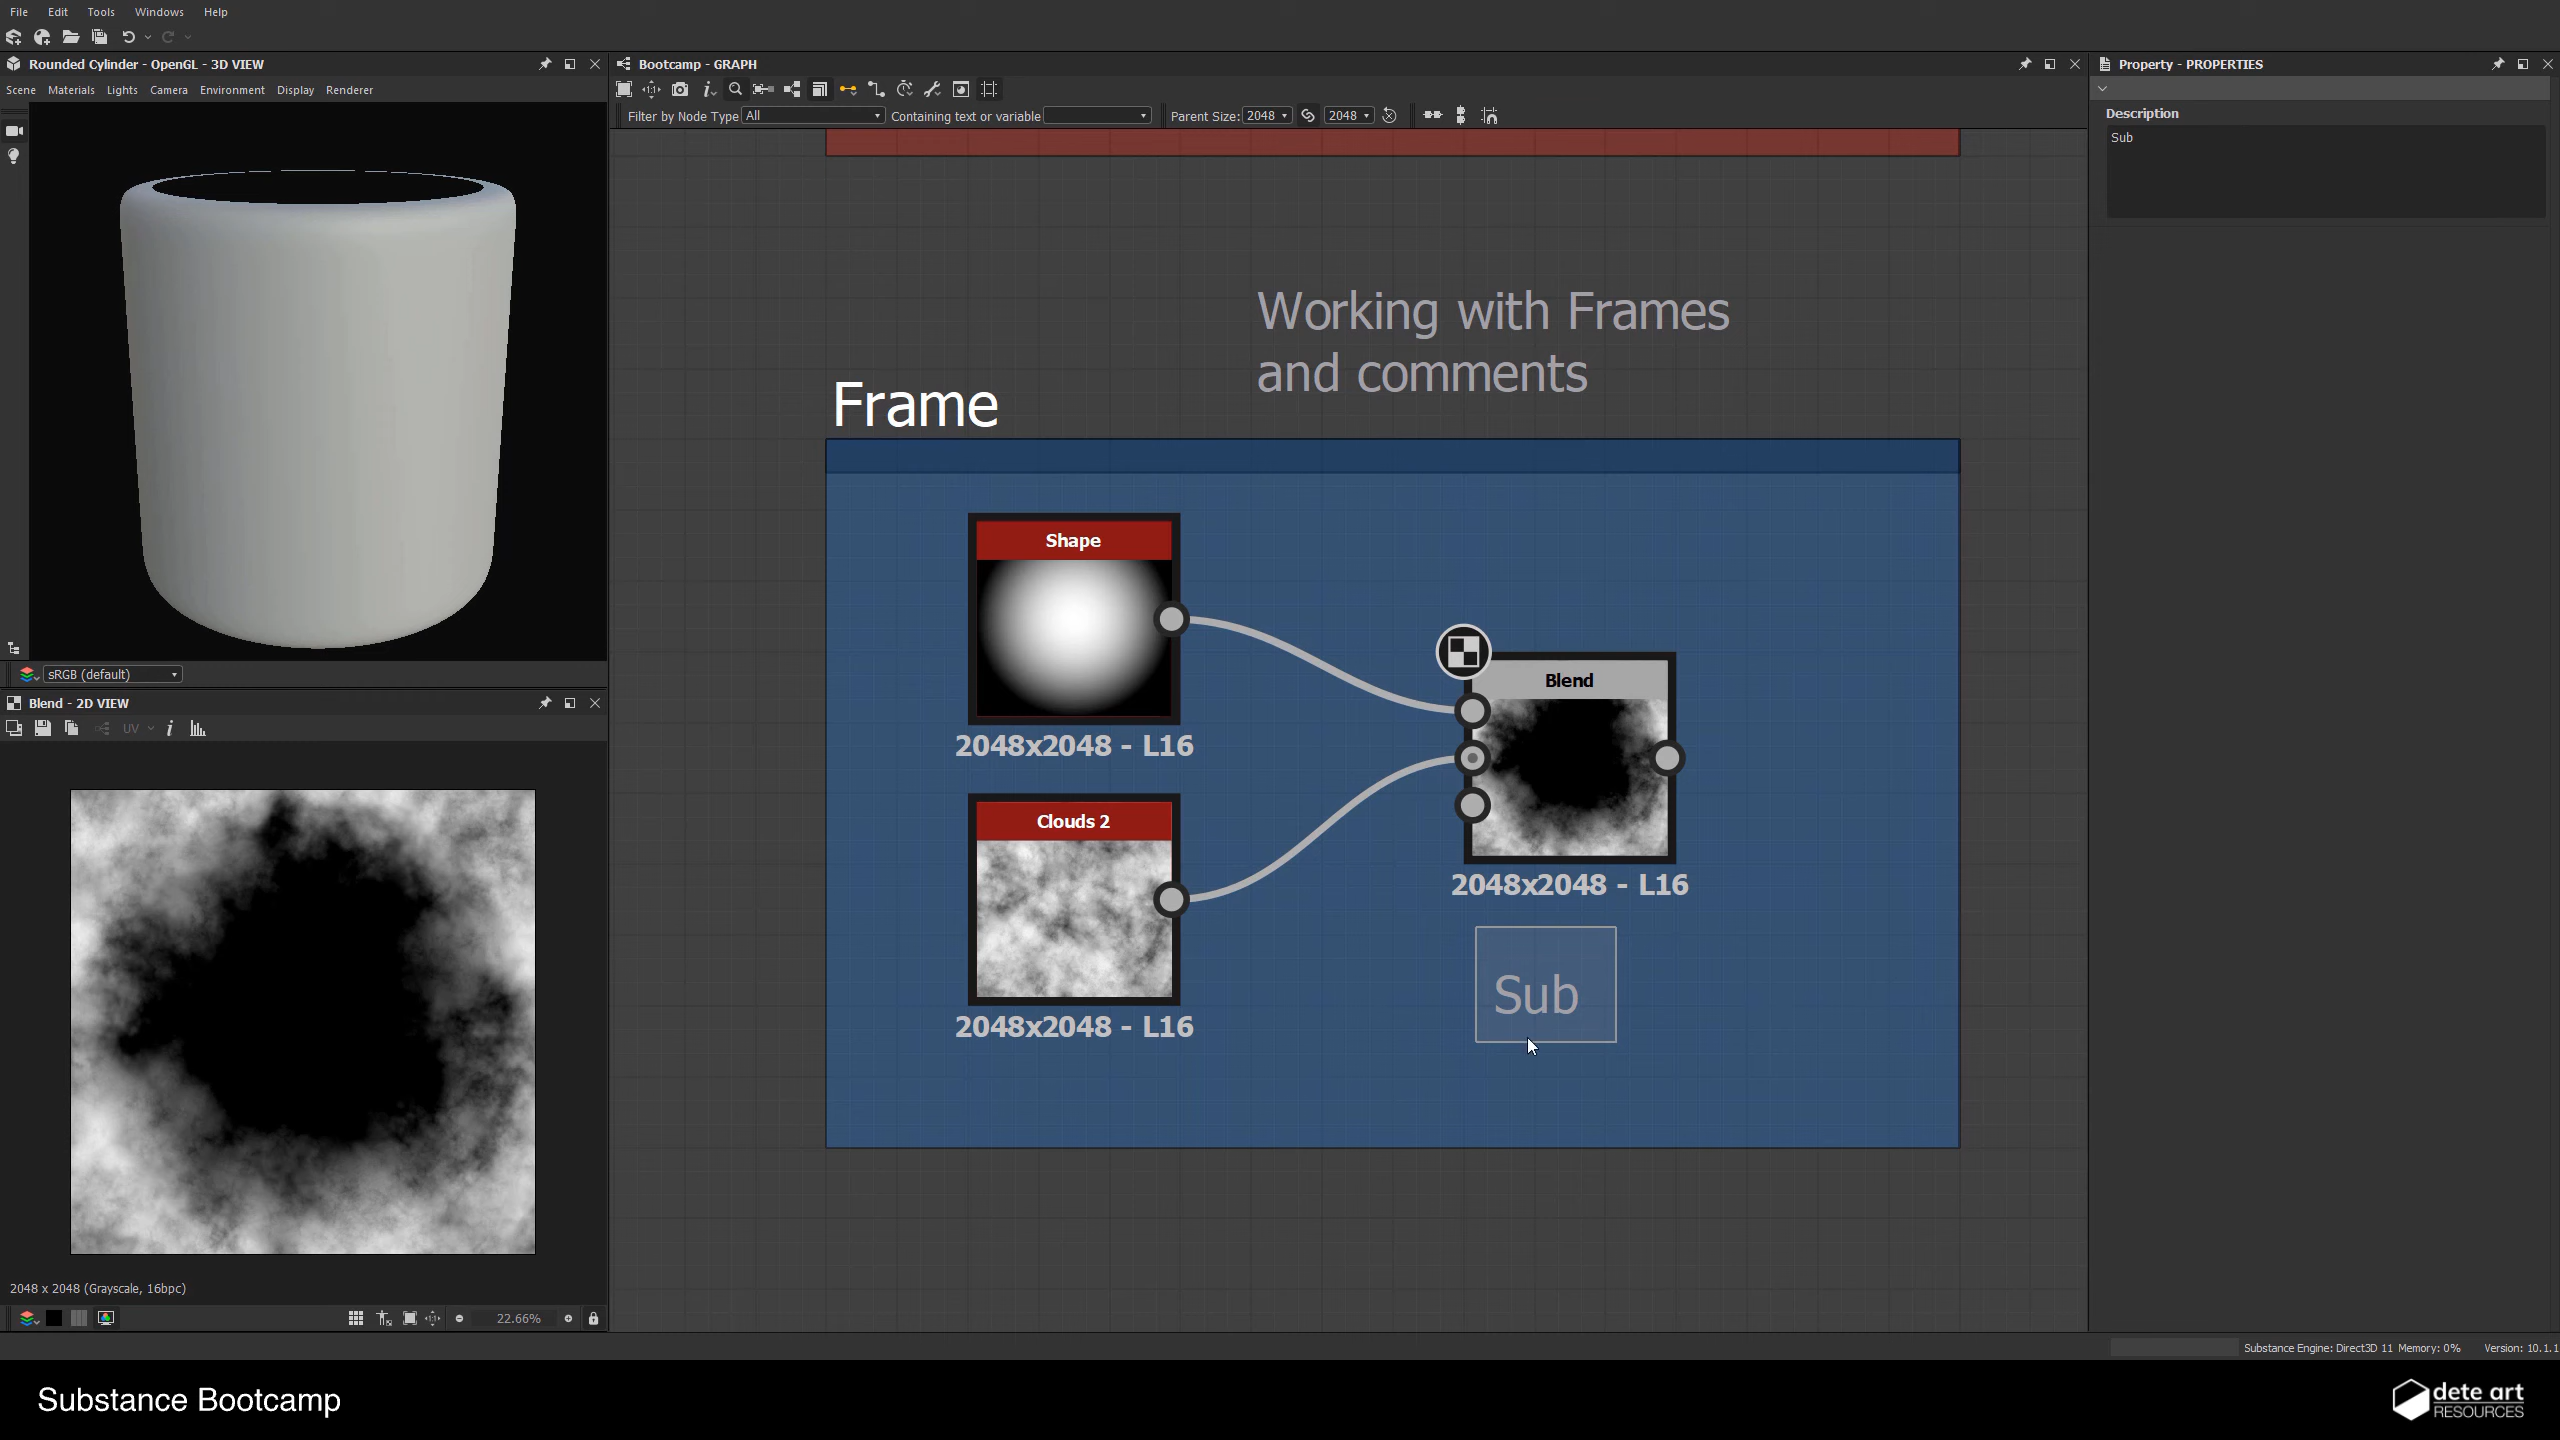 File Edit Tools Windows Help
Rounded Cylinder - OpenGL - 3D VIEW
Scene Materials Lights Camera Environment Display Renderer
sRGB (default)
Blend - 2D VIEW
UV
2048 x 2048 (Grayscale, 16bpc)
22.66%
Bootcamp - GRAPH
Filter by Node Type All Containing text or variable Parent Size: 2048 2048
Working with Frames
and comments
Frame
Shape
2048x2048 - L16
Blend
2048x2048 - L16
Clouds 2
2048x2048 - L16
Sub
Property - PROPERTIES
Description
Sub
Substance Engine: Direct3D 11 Memory: 0% Version: 10.1.1
Substance Bootcamp
dete art
RESOURCES